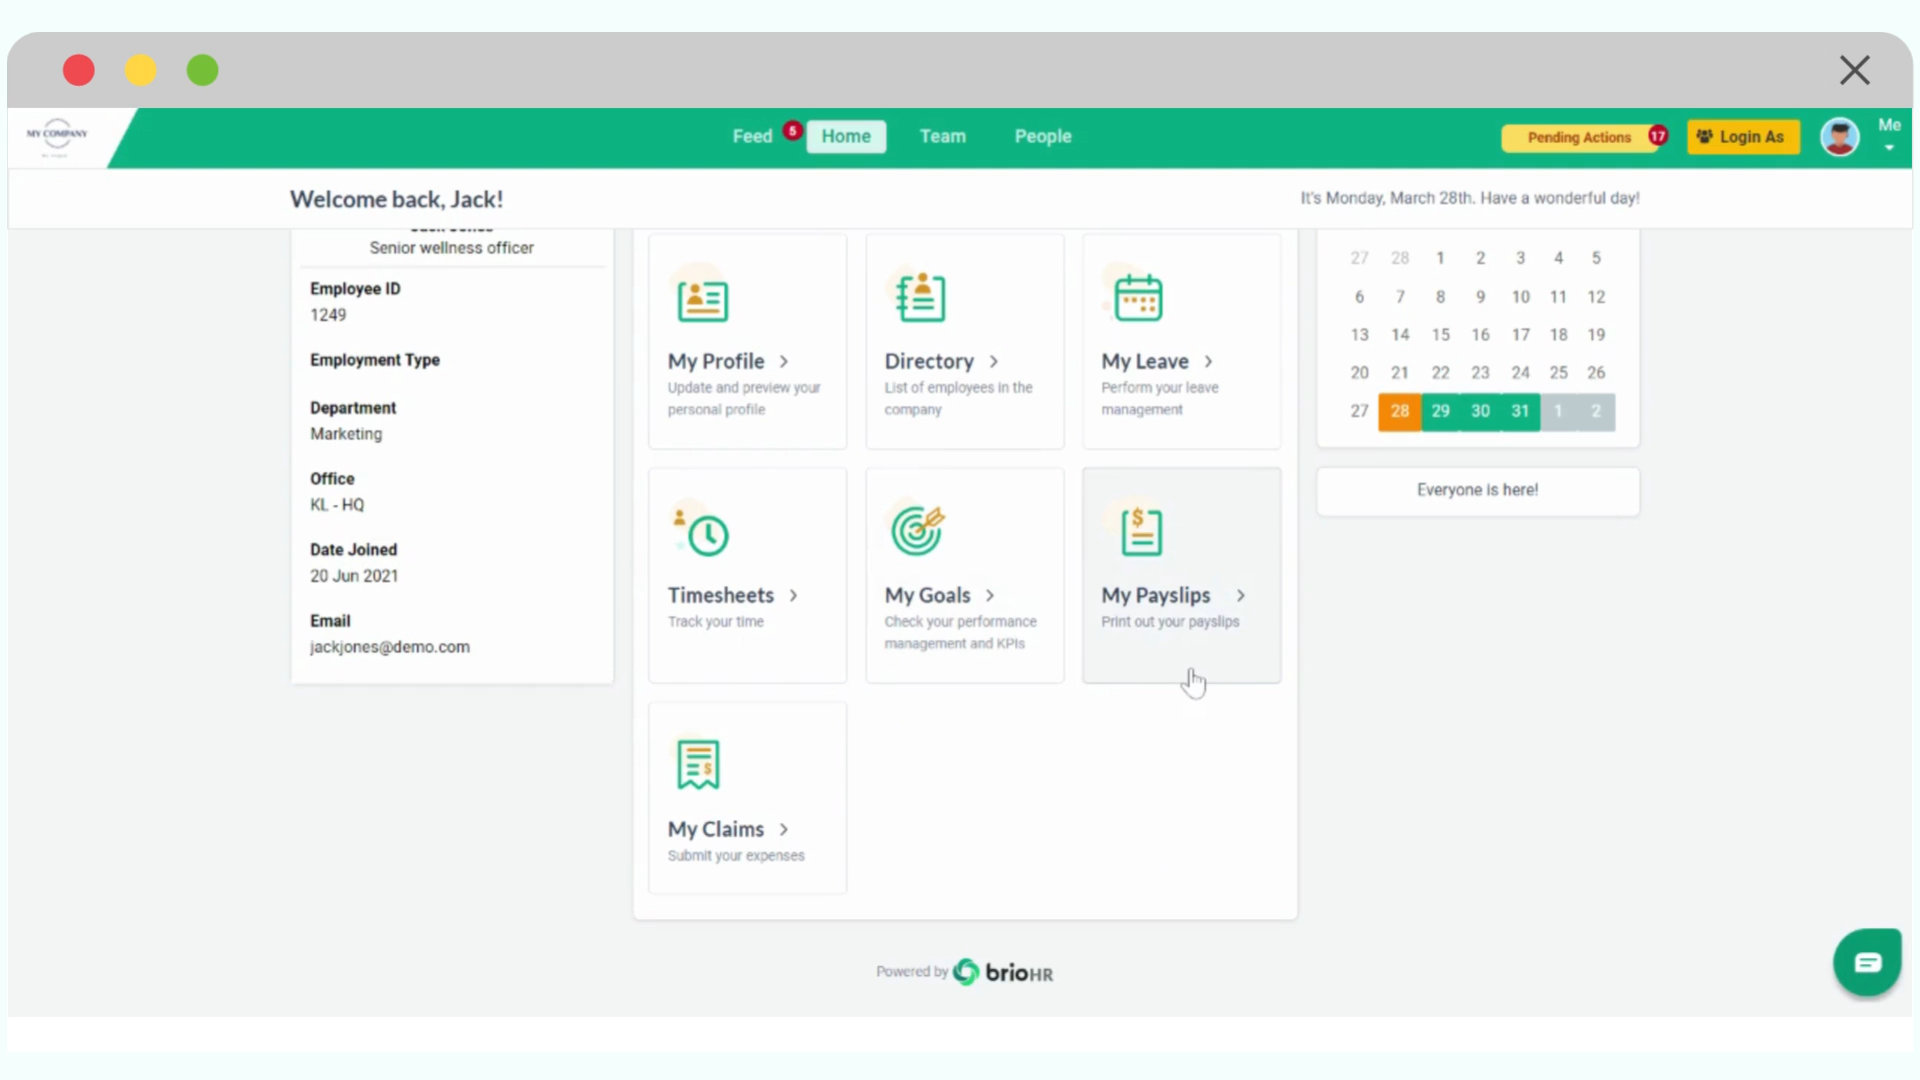 MY COMPANY
Feed 5 Home Team People
Pending Actions 17 Login As Me
Welcome back, Jack!
It's Monday, March 28th. Have a wonderful day!
Senior wellness officer
Employee ID
1249
Employment Type
Department
Marketing
Office
KL - HQ
Date Joined
20 Jun 2021
Email
jackjones@demo.com
My Profile
Update and preview your
personal profile
Directory
List of employees in the
company
My Leave
Perform your leave
management
Timesheets
Track your time
My Goals
Check your performance
management and KPIs
My Payslips
Print out your payslips
My Claims
Submit your expenses
27 28 1 2 3 4 5
6 7 8 9 10 11 12
13 14 15 16 17 18 19
20 21 22 23 24 25 26
27 28 29 30 31 1 2
Everyone is here!
Powered by brioHR